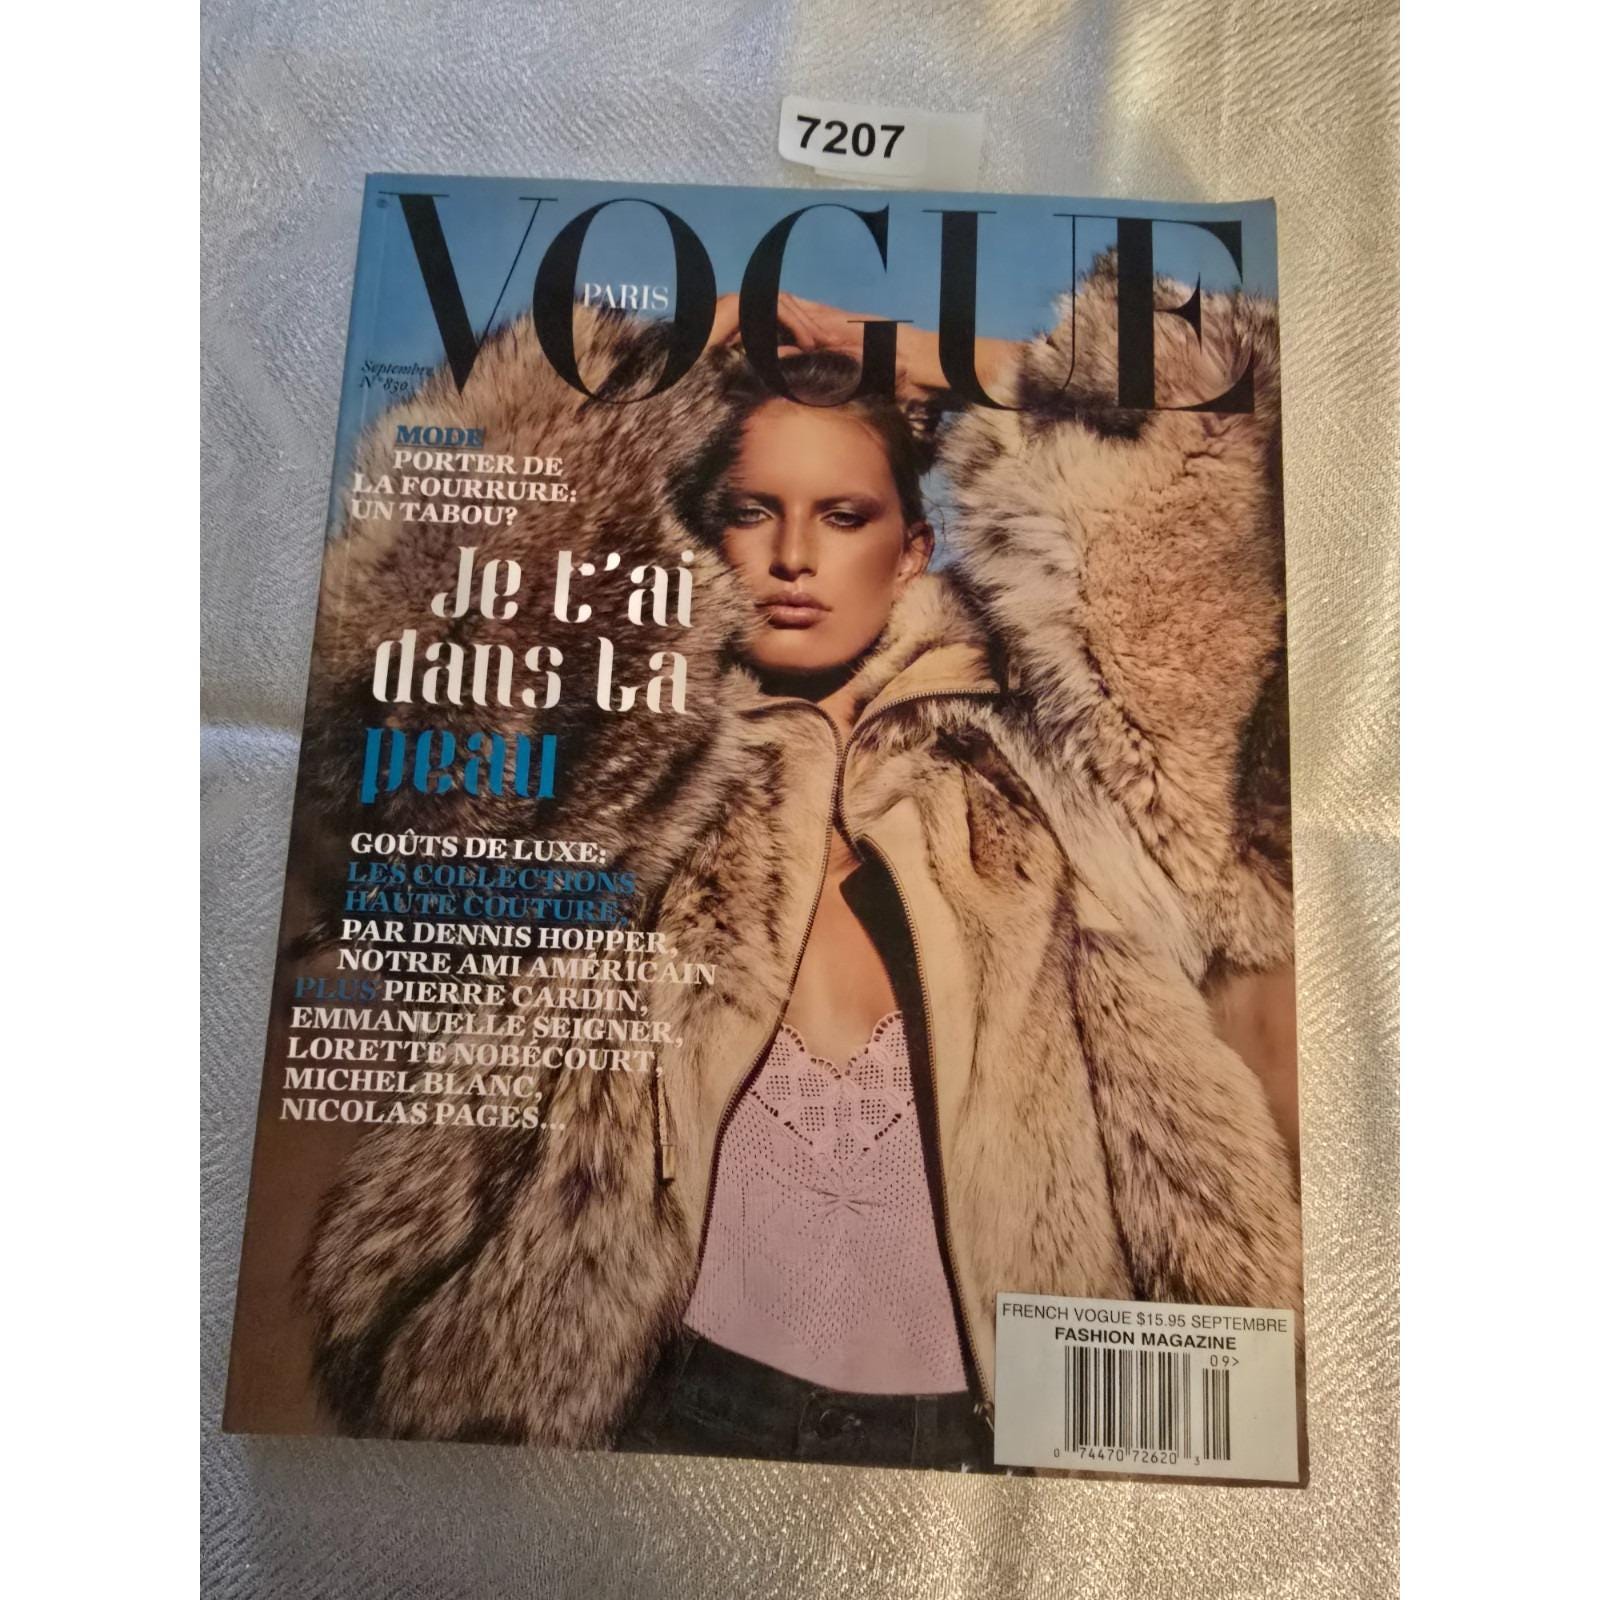 7207
VOGUE
PARIS
Septembre
N°830
MODE
PORTER DE
LA FOURRURE:
UN TABOU?
Je t'ai
dans la
peau
GOÛTS DE LUXE:
LES COLLECTIONS
HAUTE COUTURE,
PAR DENNIS HOPPER,
NOTRE AMI AMÉRICAIN
PLUS PIERRE CARDIN,
EMMANUELLE SEIGNER,
LORETTE NOBÉCOURT,
MICHEL BLANC,
NICOLAS PAGES...
FRENCH VOGUE $15.95 SEPTEMBRE
FASHION MAGAZINE
09>
0 74470 72620 3